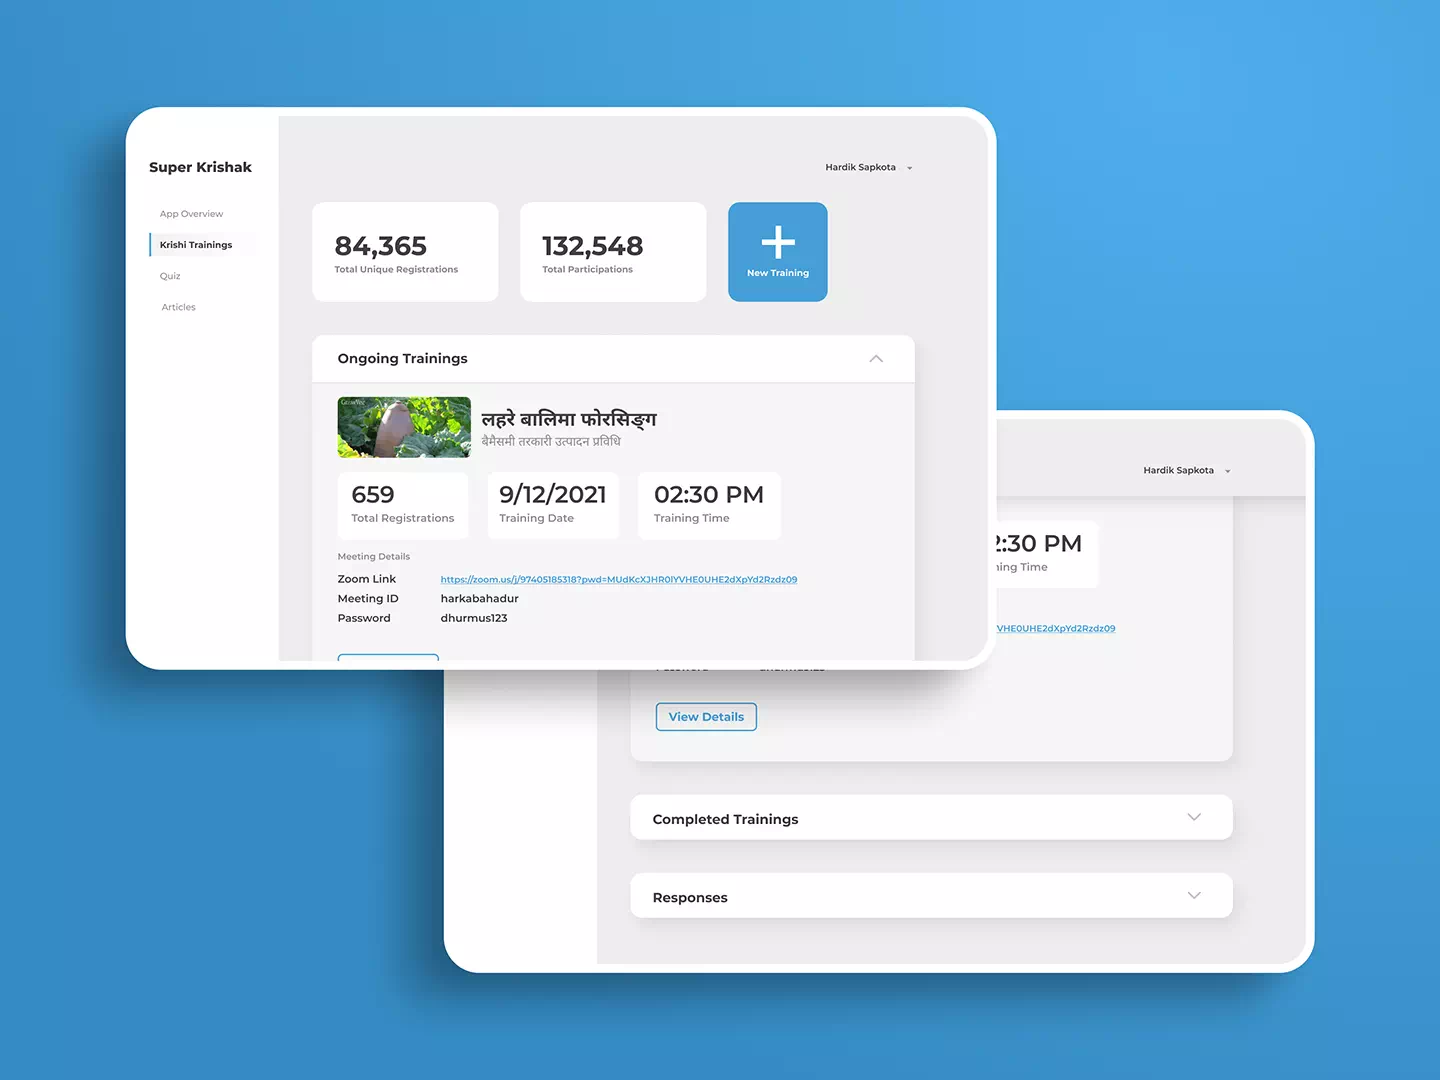 Super Krishak
Hardik Sapkota
App Overview
Krishi Trainings
Quiz
Articles
84,365
Total Unique Registrations
132,548
Total Participations
New Training
Ongoing Trainings
लहरे बालिमा फोरसिङ्ग
बेमैसमी तरकारी उत्पादन प्रविधि
659
Total Registrations
9/12/2021
Training Date
02:30 PM
Training Time
Meeting Details
Zoom Link https://zoom.us/j/97405185318?pwd=MUdKcXJHR0lYVHE0UHE2dXpYd2Rzdz09
Meeting ID harkabahadur
Password dhurmus123
Hardik Sapkota
2:30 PM
ning Time
VHE0UHE2dXpYd2Rzdz09
View Details
Completed Trainings
Responses